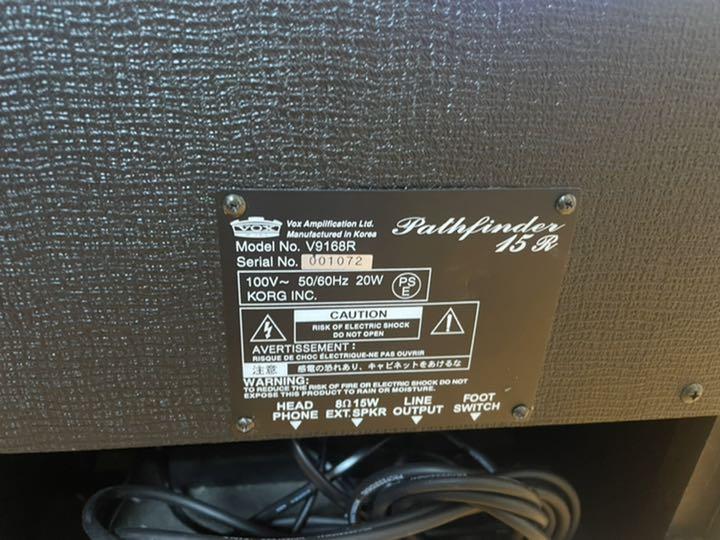 VOX
Vox Amplification Ltd.
Manufactured in Korea
Pathfinder
15 R
Model No. V9168R
Serial No. 001072
100V~ 50/60Hz 20W
KORG INC.
PS
E
CAUTION
RISK OF ELECTRIC SHOCK
DO NOT OPEN
AVERTISSEMENT:
RISQUE DE CHOC ÉLECTRIQUE-NE PAS OUVRIR
注意 感電の恐れあり、キャビネットをあけるな
WARNING:
TO REDUCE THE RISK OF FIRE OR ELECTRIC SHOCK DO NOT
EXPOSE THIS PRODUCT TO RAIN OR MOISTURE.
HEAD PHONE
8Ω15W EXT.SPKR
LINE OUTPUT
FOOT SWITCH